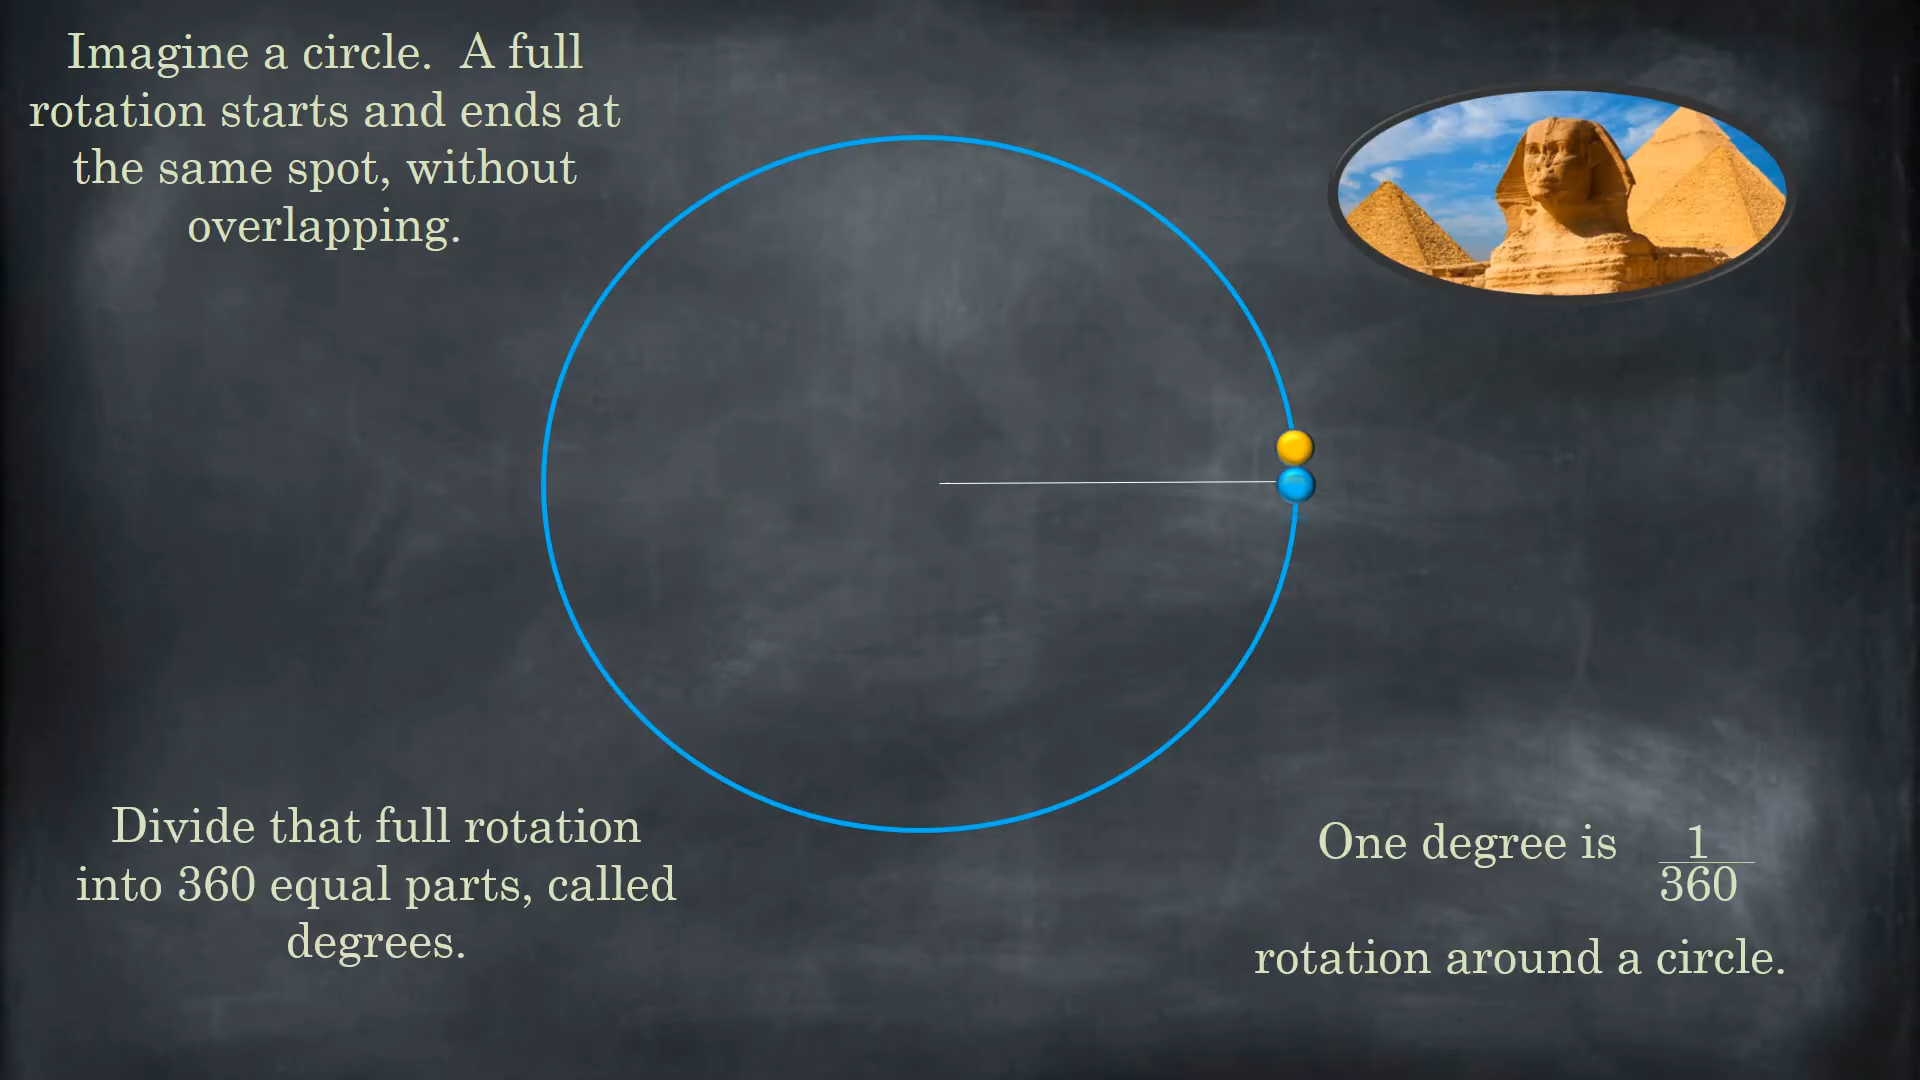 Imagine a circle.  A full
rotation starts and ends at
the same spot, without
overlapping.
Divide that full rotation
into 360 equal parts, called
degrees.
One degree is 1/360
rotation around a circle.